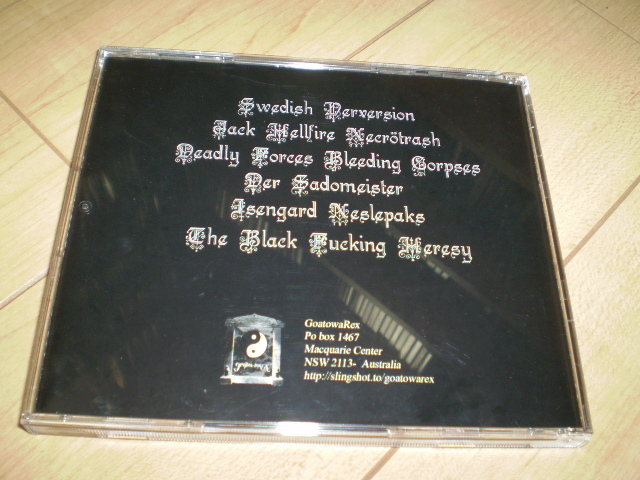 Swedish Perversion
Jack Hellfire Necrötrash
Deadly Forces Bleeding Corpses
Der Sadomeister
Isengard Neslepaks
The Black Fucking Heresy
GoatowaRex
Po box 1467
Macquarie Center
NSW 2113- Australia
http://slingshot.to/goatowarex